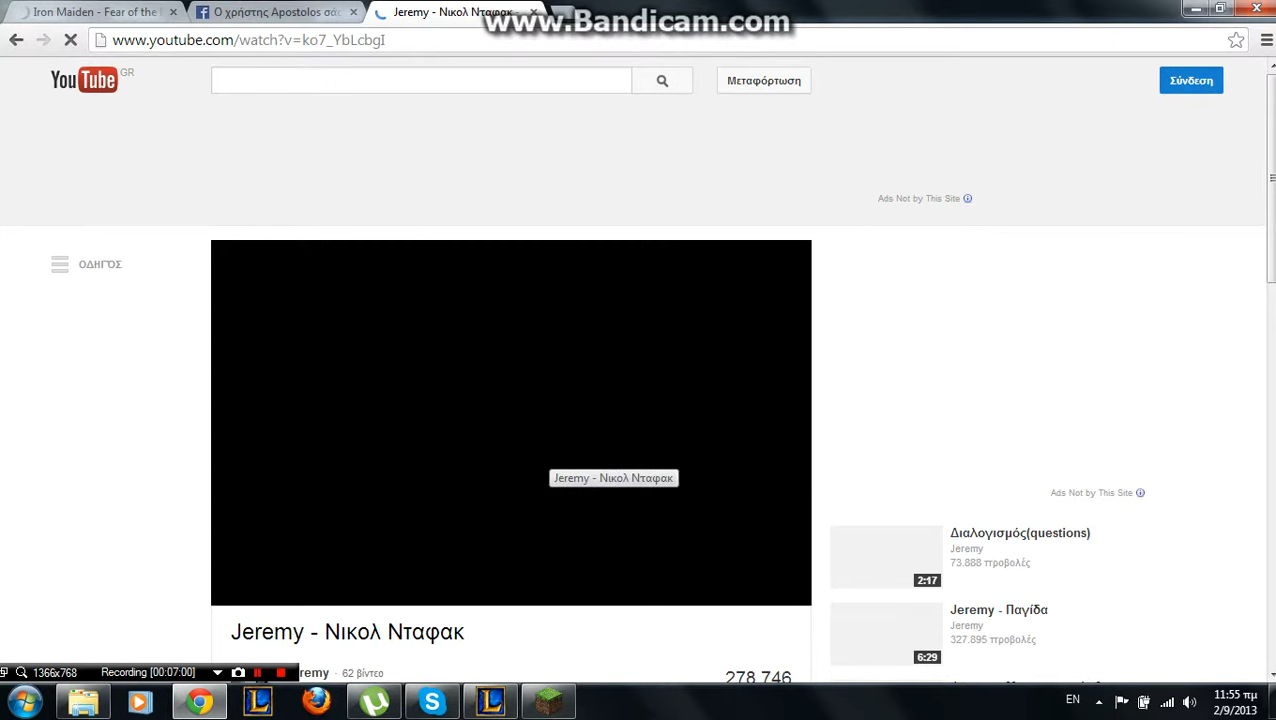 Iron Maiden - Fear of the
Ο χρήστης Apostolos σάς
Jeremy - Νικολ Νταφακ -
www.Bandicam.com
www.youtube.com/watch?v=ko7_YbLcbgI
YouTube GR
Μεταφόρτωση
Σύνδεση
Ads Not by This Site
ΟΔΗΓΌΣ
Jeremy - Νικολ Νταφακ
Ads Not by This Site
Διαλογισμός(questions)
Jeremy
73.888 προβολές
2:17
Jeremy - Παγίδα
Jeremy
327.895 προβολές
6:29
Jeremy - Νικολ Νταφακ
1366x768
Recording [00:07:00]
62 βίντεο
278.746
EN
11:55 πμ
2/9/2013